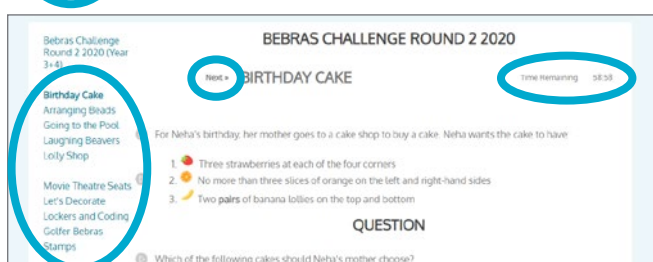 Bebras Challenge
Round 2 2020 (Year
3+4)
Birthday Cake
Arranging Beads
Going to the Pool
Laughing Beavers
Lolly Shop
Movie Theatre Seats
Let's Decorate
Lockers and Coding
Golfer Bebras
Stamps
BEBRAS CHALLENGE ROUND 2 2020
Next »
BIRTHDAY CAKE
Time Remaining 58:58
For Neha's birthday, her mother goes to a cake shop to buy a cake. Neha wants the cake to have:
1. Three strawberries at each of the four corners
2. No more than three slices of orange on the left and right-hand sides
3. Two pairs of banana lollies on the top and bottom
QUESTION
Which of the following cakes should Neha's mother choose?